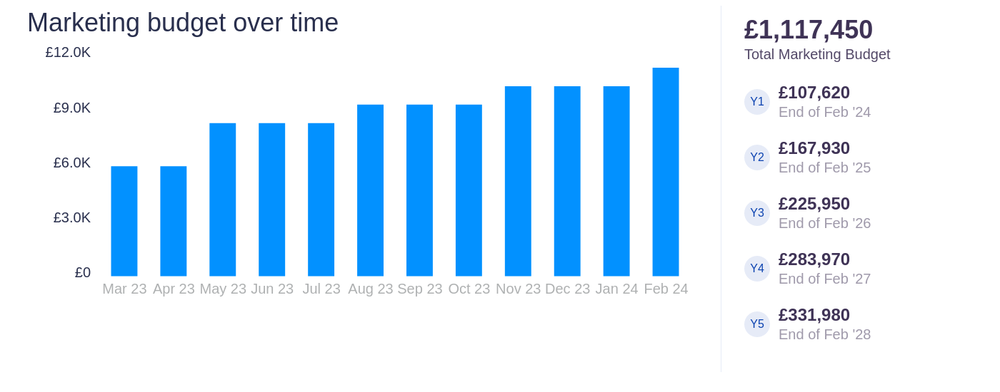 Marketing budget over time
£12.0K
£9.0K
£6.0K
£3.0K
£0
Mar 23 Apr 23 May 23 Jun 23 Jul 23 Aug 23 Sep 23 Oct 23 Nov 23 Dec 23 Jan 24 Feb 24
£1,117,450
Total Marketing Budget
Y1 £107,620
End of Feb '24
Y2 £167,930
End of Feb '25
Y3 £225,950
End of Feb '26
Y4 £283,970
End of Feb '27
Y5 £331,980
End of Feb '28